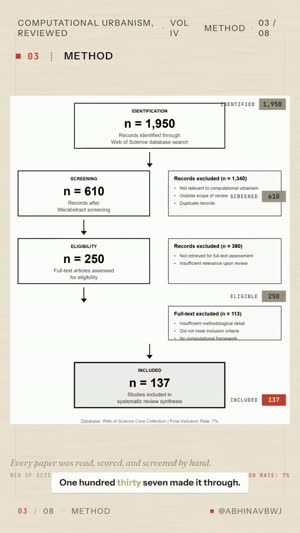 COMPUTATIONAL URBANISM, REVIEWED · VOL IV METHOD · 03 / 08
03 METHOD
IDENTIFICATION
n = 1,950
Records identified through
Web of Science database search
IDENTIFIED 1,950
SCREENING
n = 610
Records after
title/abstract screening
Records excluded (n = 1,340)
• Not relevant to computational urbanism
• Outside scope of review
• Duplicate records
SCREENED 610
ELIGIBILITY
n = 250
Full-text articles assessed
for eligibility
Records excluded (n = 360)
• Not retrieved for full-text assessment
• Insufficient relevance upon review
ELIGIBLE 250
Full-text excluded (n = 113)
• Insufficient methodological detail
• Did not meet inclusion criteria
• No computational framework
INCLUDED
n = 137
Studies included in
systematic review synthesis
INCLUDED 137
Database: Web of Science Core Collection | Final Inclusion Rate: 7%
Every paper was read, scored, and screened by hand.
WEB OF SCIE
ON RATE: 7%
One hundred thirty seven made it through.
03 / 08 · METHOD
@ABHINAVBWJ